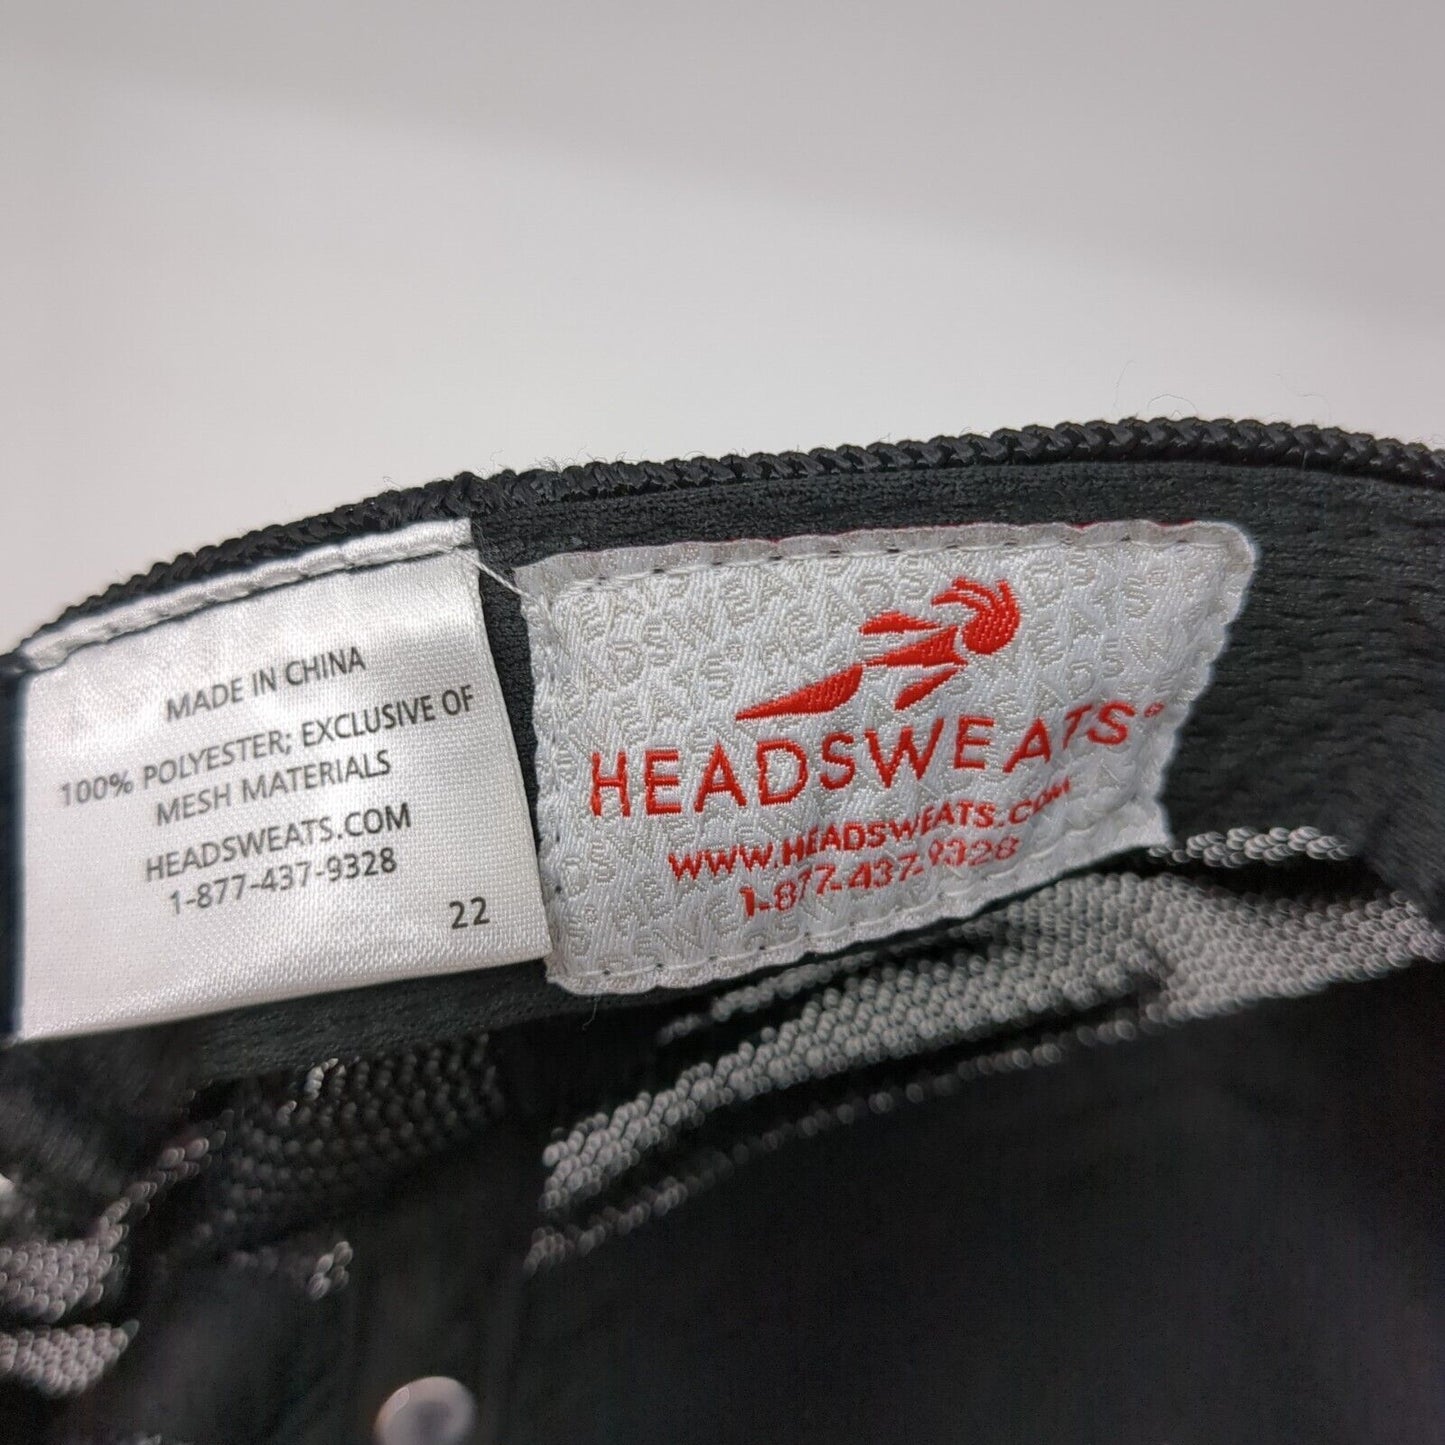 MADE IN CHINA
100% POLYESTER; EXCLUSIVE OF
MESH MATERIALS
HEADSWEATS.COM
1-877-437-9328
22
HEADSWEATS®
WWW.HEADSWEATS.COM
1-877-437-9328